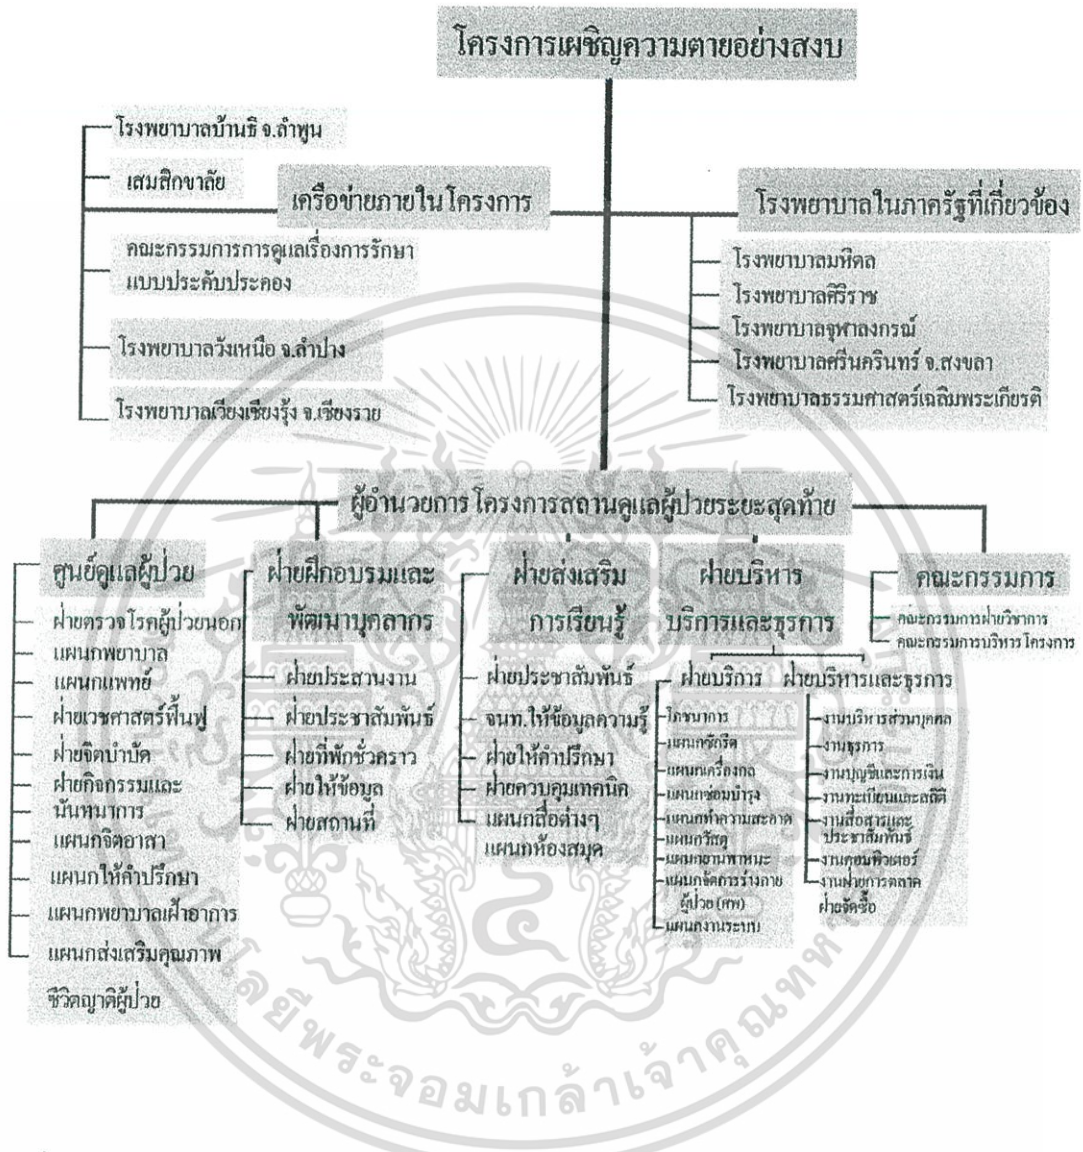 โครงการเผชิญความตายอย่างสงบ
โรงพยาบาลบ้านธิ จ.ลำพูน
เสมสิกขาลัย
เครือข่ายภายในโครงการ
คณะกรรมการการดูแลเรื่องการรักษา
แบบประคับประคอง
โรงพยาบาลวังเหนือ จ.ลำปาง
โรงพยาบาลเวียงเชียงรุ้ง จ.เชียงราย
โรงพยาบาลในภาครัฐที่เกี่ยวข้อง
โรงพยาบาลมหิดล
โรงพยาบาลศิริราช
โรงพยาบาลจุฬาลงกรณ์
โรงพยาบาลศรีนครินทร์ จ.สงขลา
โรงพยาบาลธรรมศาสตร์เฉลิมพระเกียรติ
ผู้อำนวยการโครงการสถานดูแลผู้ป่วยระยะสุดท้าย
ศูนย์ดูแลผู้ป่วย
ฝ่ายตรวจโรคผู้ป่วยนอก
แผนกพยาบาล
แผนกแพทย์
ฝ่ายเวชศาสตร์ฟื้นฟู
ฝ่ายจิตบำบัด
ฝ่ายกิจกรรมและ
นันทนาการ
แผนกจิตอาสา
แผนกให้คำปรึกษา
แผนกพยาบาลเฝ้าอาการ
แผนกส่งเสริมคุณภาพ
ชีวิตญาติผู้ป่วย
ฝ่ายฝึกอบรมและ
พัฒนาบุคลากร
ฝ่ายประสานงาน
ฝ่ายประชาสัมพันธ์
ฝ่ายที่พักชั่วคราว
ฝ่ายให้ข้อมูล
ฝ่ายสถานที่
ฝ่ายส่งเสริม
การเรียนรู้
ฝ่ายประชาสัมพันธ์
จนท.ให้ข้อมูลความรู้
ฝ่ายให้คำปรึกษา
ฝ่ายควบคุมเทคนิค
แผนกสื่อต่างๆ
แผนกห้องสมุด
ฝ่ายบริหาร
บริการและธุรการ
ฝ่ายบริการ
โภชนาการ
แผนกซักรีด
แผนกเครื่องกล
แผนกซ่อมบำรุง
แผนกทำความสะอาด
แผนกวัสดุ
แผนกยานพาหนะ
แผนกจัดการร่างกาย
ผู้ป่วย (ศพ)
แผนกงานระบบ
ฝ่ายบริหารและธุรการ
งานบริหารส่วนบุคคล
งานธุรการ
งานบัญชีและการเงิน
งานทะเบียนและสถิติ
งานสื่อสารและ
ประชาสัมพันธ์
งานคอมพิวเตอร์
งานฝ่ายการตลาด
ฝ่ายจัดซื้อ
คณะกรรมการ
คณะกรรมการฝ่ายวิชาการ
คณะกรรมการบริหารโครงการ